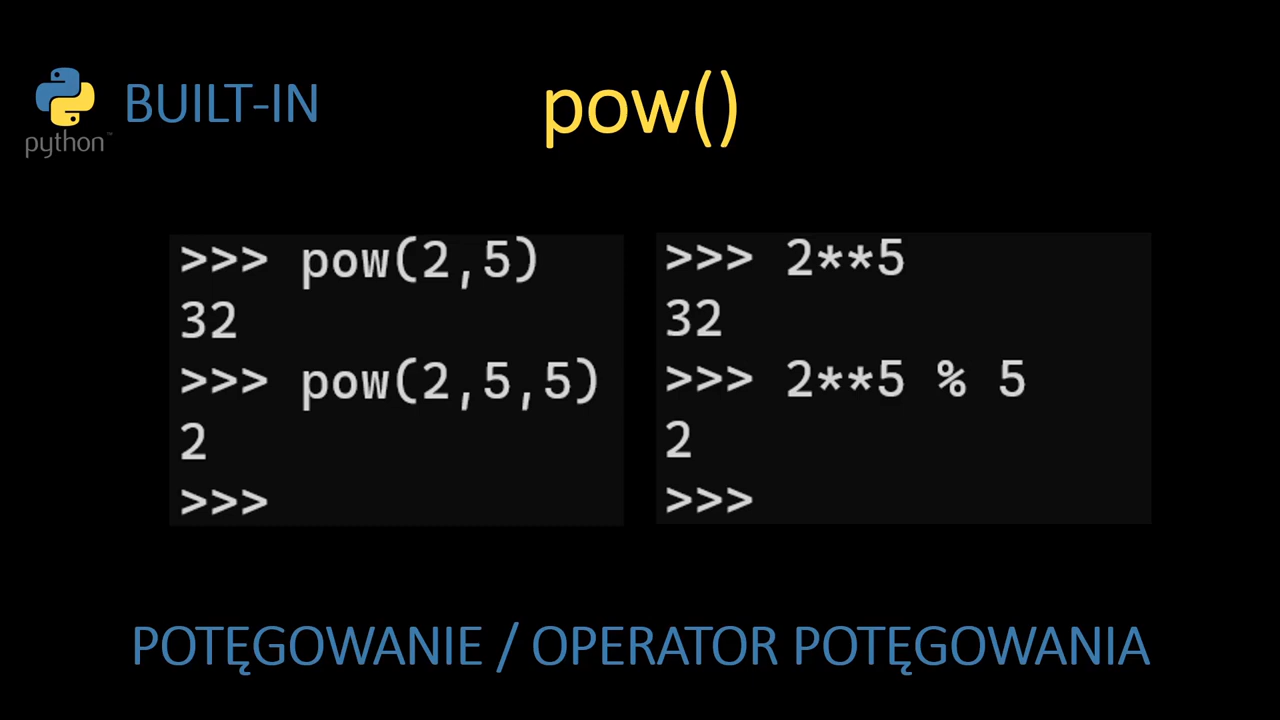 BUILT-IN
pow()
python™
>>> pow(2,5)
32
>>> pow(2,5,5)
2
>>>
>>> 2**5
32
>>> 2**5 % 5
2
>>>
POTĘGOWANIE / OPERATOR POTĘGOWANIA